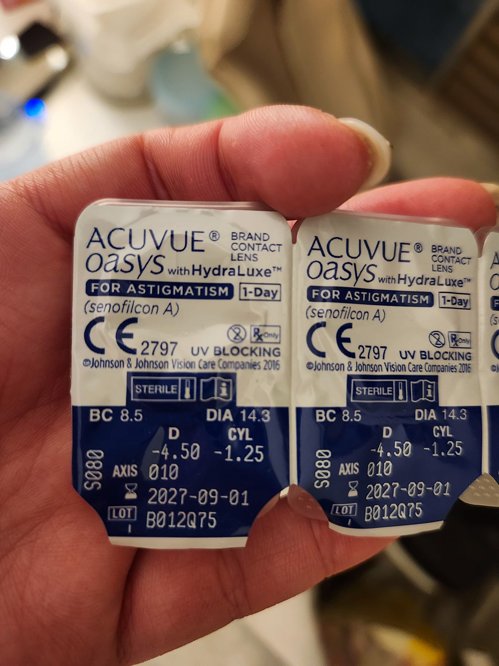 ACUVUE® BRAND
CONTACT
LENS
oasys with HydraLuxe™
FOR ASTIGMATISM 1-Day
(senofilcon A)
CE 2797 Rx Only
UV BLOCKING
©Johnson & Johnson Vision Care Companies 2016
STERILE i
BC 8.5 DIA 14.3
D CYL
-4.50 -1.25
S080
AXIS 010
2027-09-01
LOT B012Q75
ACUVUE® BRAND
CONTACT
LENS
oasys with HydraLuxe™
FOR ASTIGMATISM 1-Day
(senofilcon A)
CE 2797 Rx Only
UV BLOCKING
©Johnson & Johnson Vision Care Companies 2016
STERILE i
BC 8.5 DIA 14.3
D CYL
-4.50 -1.25
S080
AXIS 010
2027-09-01
LOT B012Q75